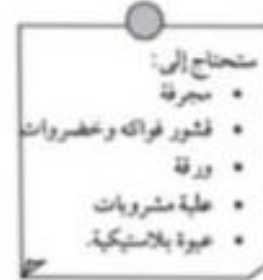 ستحتاج إلى:
• مجرفة
• قشور فواكه وخضروات
• ورقة
• علبة مشروبات
• عبوة بلاستيكية.